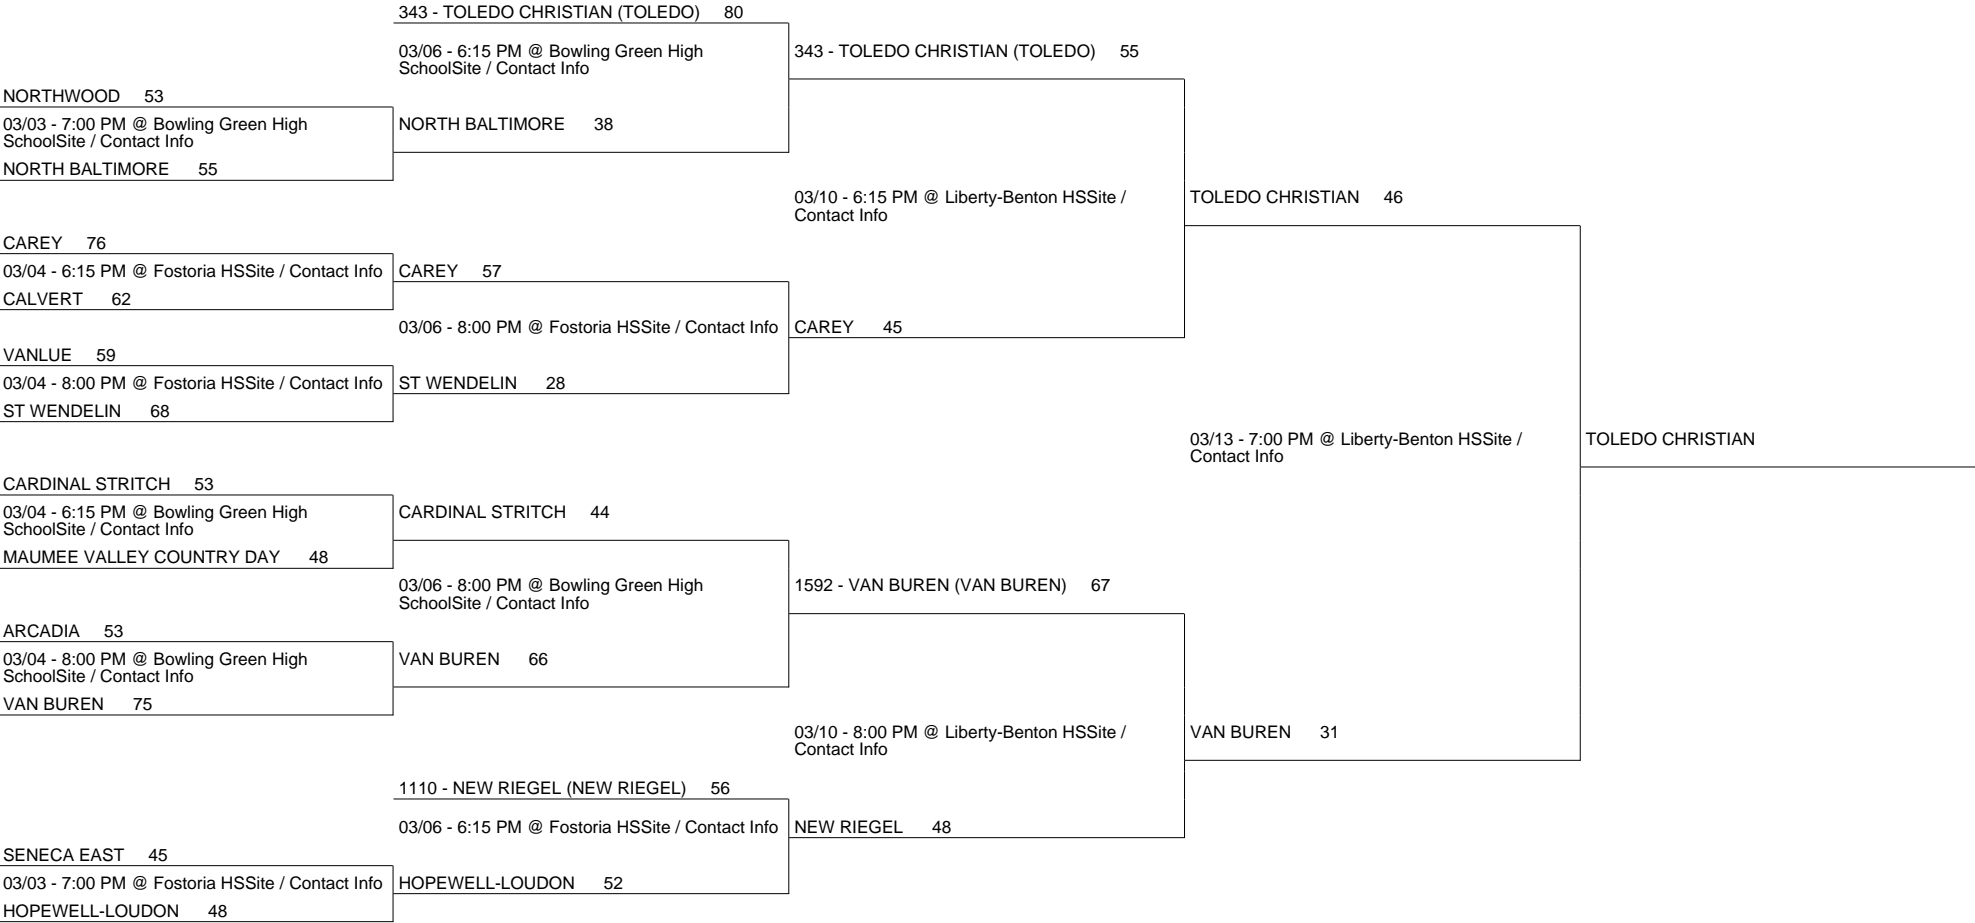 343 - TOLEDO CHRISTIAN (TOLEDO) 80
03/06 - 6:15 PM @ Bowling Green High
SchoolSite / Contact Info
343 - TOLEDO CHRISTIAN (TOLEDO) 55
NORTHWOOD 53
03/03 - 7:00 PM @ Bowling Green High
SchoolSite / Contact Info
NORTH BALTIMORE 55
NORTH BALTIMORE 38
03/10 - 6:15 PM @ Liberty-Benton HSSite /
Contact Info
TOLEDO CHRISTIAN 46
CAREY 76
03/04 - 6:15 PM @ Fostoria HSSite / Contact Info
CALVERT 62
CAREY 57
03/06 - 8:00 PM @ Fostoria HSSite / Contact Info
CAREY 45
VANLUE 59
03/04 - 8:00 PM @ Fostoria HSSite / Contact Info
ST WENDELIN 68
ST WENDELIN 28
03/13 - 7:00 PM @ Liberty-Benton HSSite /
Contact Info
TOLEDO CHRISTIAN
CARDINAL STRITCH 53
03/04 - 6:15 PM @ Bowling Green High
SchoolSite / Contact Info
MAUMEE VALLEY COUNTRY DAY 48
CARDINAL STRITCH 44
03/06 - 8:00 PM @ Bowling Green High
SchoolSite / Contact Info
1592 - VAN BUREN (VAN BUREN) 67
ARCADIA 53
03/04 - 8:00 PM @ Bowling Green High
SchoolSite / Contact Info
VAN BUREN 75
VAN BUREN 66
03/10 - 8:00 PM @ Liberty-Benton HSSite /
Contact Info
VAN BUREN 31
1110 - NEW RIEGEL (NEW RIEGEL) 56
03/06 - 6:15 PM @ Fostoria HSSite / Contact Info
NEW RIEGEL 48
SENECA EAST 45
03/03 - 7:00 PM @ Fostoria HSSite / Contact Info
HOPEWELL-LOUDON 48
HOPEWELL-LOUDON 52